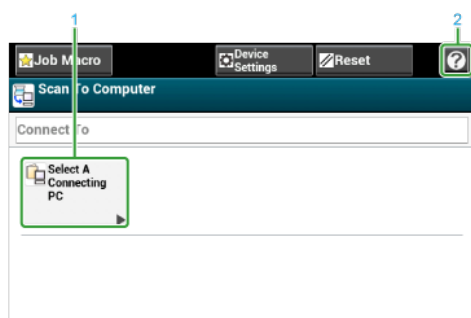 1
2
Job Macro
Device
Settings
Reset
?
Scan To Computer
Connect To
Select A
Connecting
PC